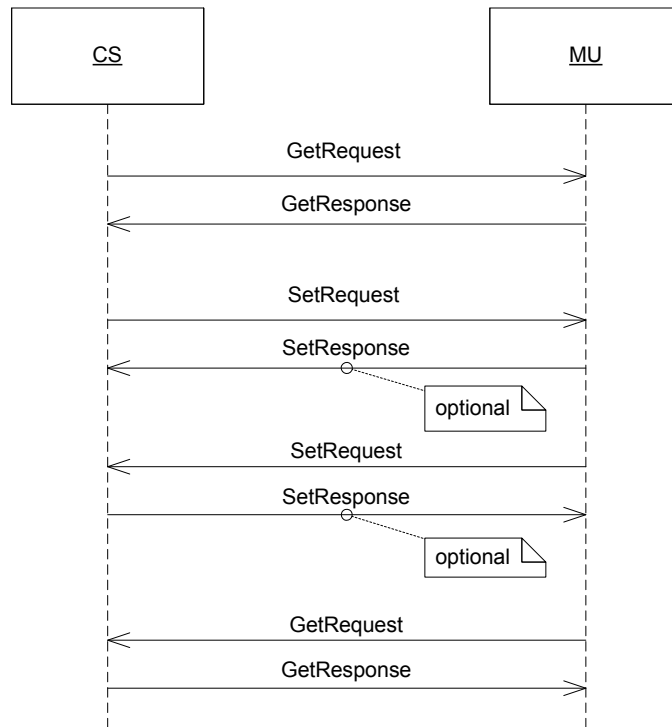 CS
MU
GetRequest
GetResponse
SetRequest
SetResponse
optional
SetRequest
SetResponse
optional
GetRequest
GetResponse